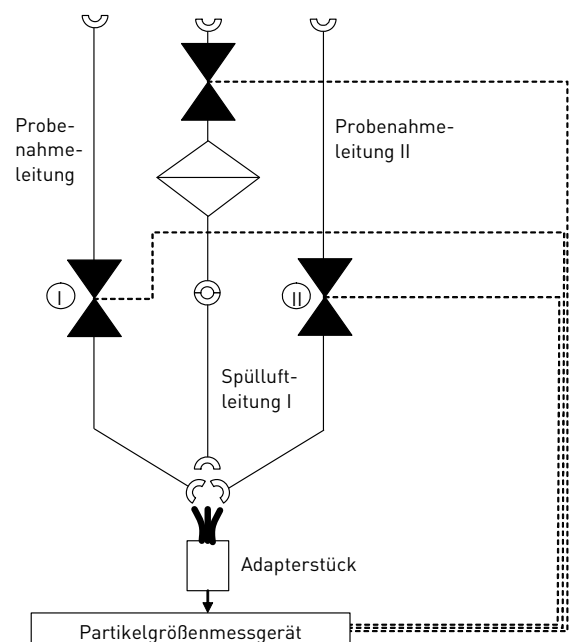 Probe-
nahme-
leitung
Probenahme-
leitung II
I
II
Spülluft-
leitung I
Adapterstück
Partikelgrößenmessgerät